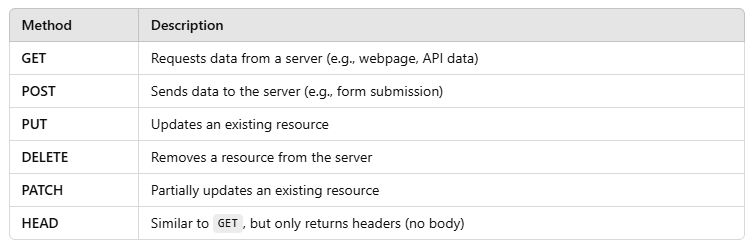 Method Description
GET Requests data from a server (e.g., webpage, API data)
POST Sends data to the server (e.g., form submission)
PUT Updates an existing resource
DELETE Removes a resource from the server
PATCH Partially updates an existing resource
HEAD Similar to GET, but only returns headers (no body)